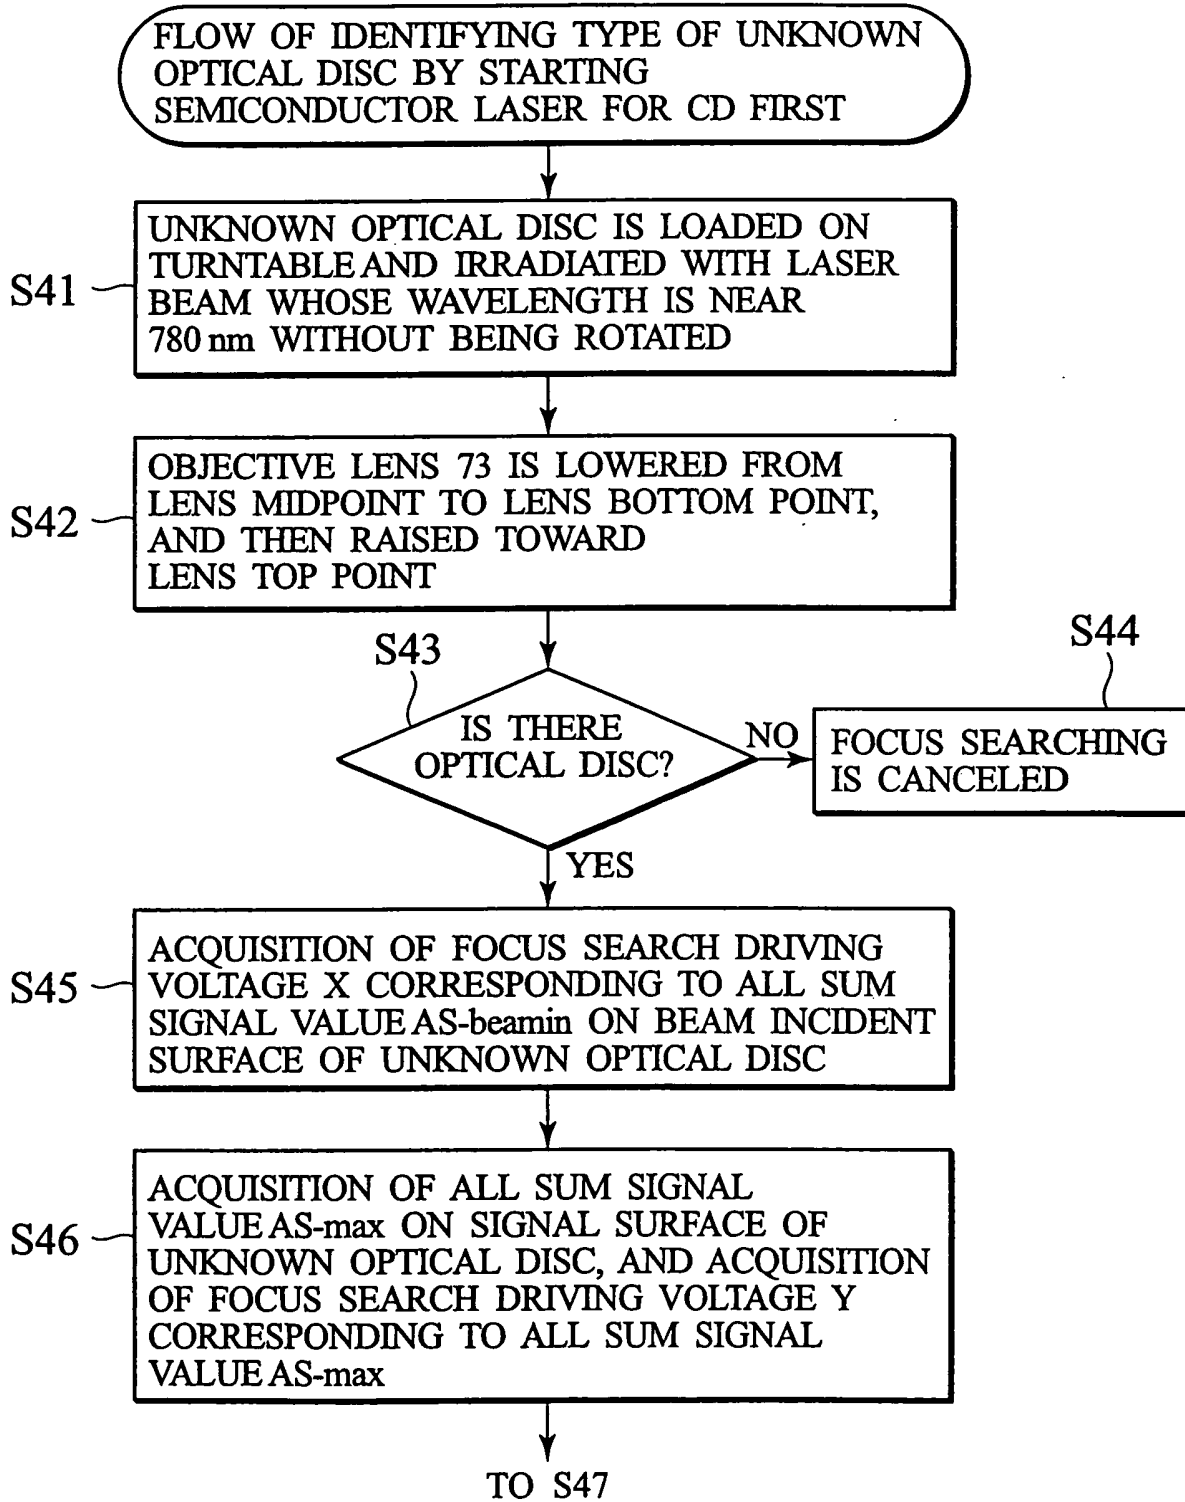 FLOW OF IDENTIFYING TYPE OF UNKNOWN
OPTICAL DISC BY STARTING
SEMICONDUCTOR LASER FOR CD FIRST
S41
UNKNOWN OPTICAL DISC IS LOADED ON
TURNTABLE AND IRRADIATED WITH LASER
BEAM WHOSE WAVELENGTH IS NEAR
780 nm WITHOUT BEING ROTATED
S42
OBJECTIVE LENS 73 IS LOWERED FROM
LENS MIDPOINT TO LENS BOTTOM POINT,
AND THEN RAISED TOWARD
LENS TOP POINT
S43
IS THERE
OPTICAL DISC?
NO
S44
FOCUS SEARCHING
IS CANCELED
YES
S45
ACQUISITION OF FOCUS SEARCH DRIVING
VOLTAGE X CORRESPONDING TO ALL SUM
SIGNAL VALUE AS-beamin ON BEAM INCIDENT
SURFACE OF UNKNOWN OPTICAL DISC
S46
ACQUISITION OF ALL SUM SIGNAL
VALUE AS-max ON SIGNAL SURFACE OF
UNKNOWN OPTICAL DISC, AND ACQUISITION
OF FOCUS SEARCH DRIVING VOLTAGE Y
CORRESPONDING TO ALL SUM SIGNAL
VALUE AS-max
TO S47